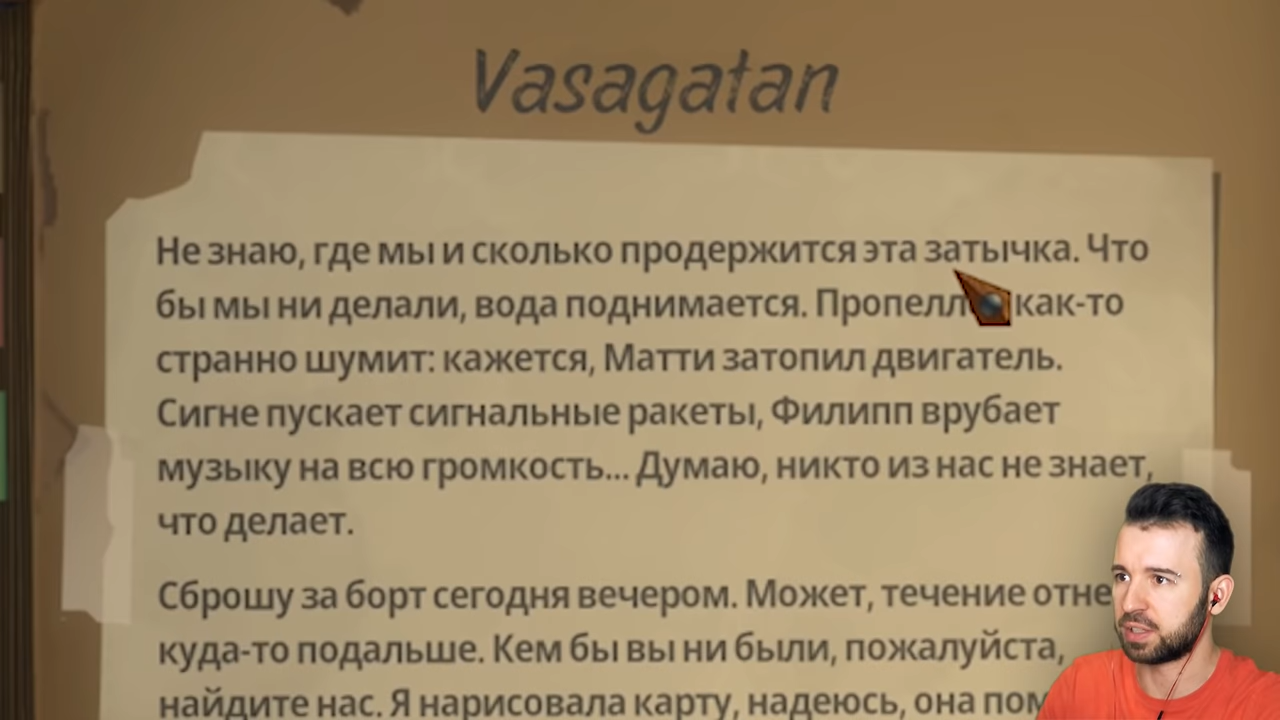 Vasagatan
Не знаю, где мы и сколько продержится эта затычка. Что
бы мы ни делали, вода поднимается. как-то
странно шумит: кажется, Матти затопил двигатель.
Сигне пускает сигнальные ракеты, Филипп врубает
музыку на всю громкость... Думаю, никто из нас не знает,
что делает.
Сброшу за борт сегодня вечером. Может, течение
куда-то подальше. Кем бы вы ни были, пожалуйста,
найдите нас. Я нарисовала карту, надеюсь, она